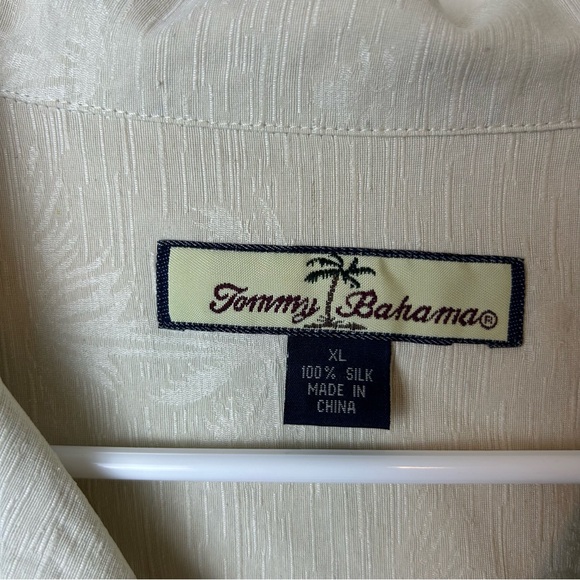 Tommy Bahama®
XL
100% SILK
MADE IN
CHINA